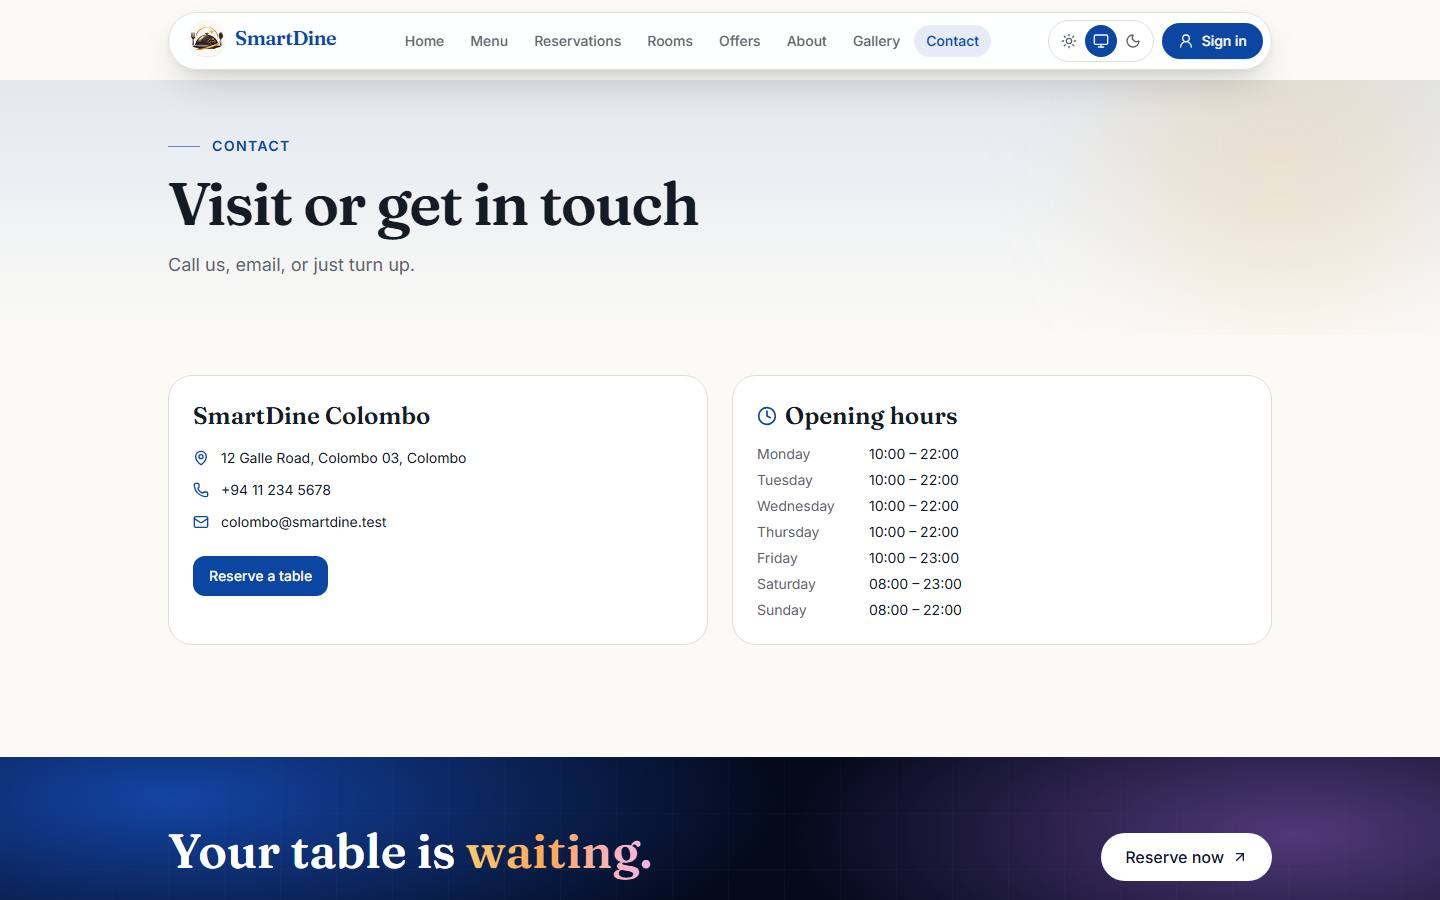 SmartDine
Home Menu Reservations Rooms Offers About Gallery Contact
Sign in
CONTACT
Visit or get in touch
Call us, email, or just turn up.
SmartDine Colombo
12 Galle Road, Colombo 03, Colombo
+94 11 234 5678
colombo@smartdine.test
Reserve a table
Opening hours
Monday 10:00 – 22:00
Tuesday 10:00 – 22:00
Wednesday 10:00 – 22:00
Thursday 10:00 – 22:00
Friday 10:00 – 23:00
Saturday 08:00 – 23:00
Sunday 08:00 – 22:00
Your table is waiting.
Reserve now